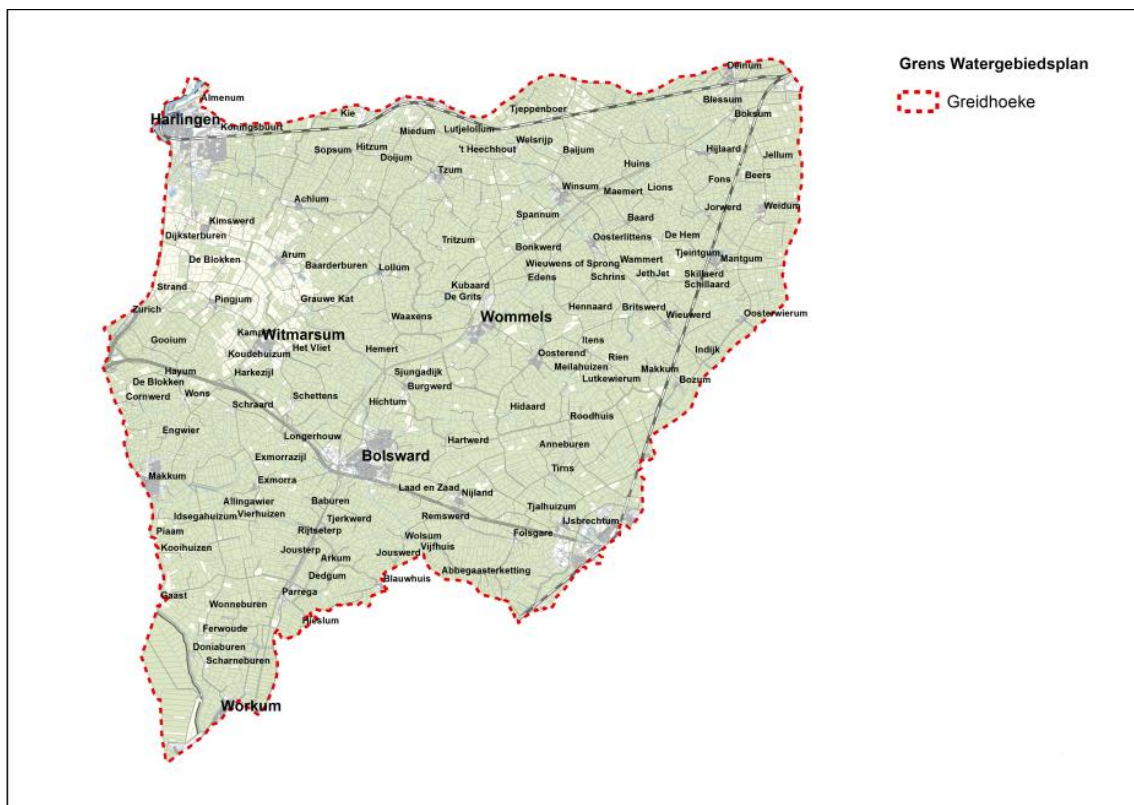 Grens Watergebiedsplan
Greidhoeke
Deinum
Almenum
Blessum
Tjeppenboer
Boksum
Kie
Harlingen
Koningsbuurt
Miedum
Lutjelollum
Welsrijp
Sopsum
Hitzum
't Heechhout
Baijum
Hijlaard
Jellum
Doijum
Huins
Tzum
Beers
Fons
Winsum
Maemert
Lions
Achlum
Jorwerd
Weidum
Spannum
Baard
Kimswerd
Dijksterburen
Tritzum
Oosterlittens
De Hem
Bonkwerd
Arum
Tjeintgum
De Blokken
Wieuwens of Sprong
Wammert
Mantgum
Baarderburen
Lollum
Edens
Schrins
JethJet
Skillaerd
Schillaard
Strand
Kubaard
De Grits
Pingjum
Grauwe Kat
Zurich
Hennaard
Britswerd
Wieuwerd
Oosterwierum
Waaxens
Wommels
Kampen
Witmarsum
Gooium
Itens
Het Vliet
Hemert
Koudehuizum
Oosterend
Rien
Indijk
Meilahuizen
Makkum
Hayum
Harkezijl
Sjungadijk
Lutkewierum
Bozum
De Blokken
Burgwerd
Cornwerd
Wons
Schettens
Hichtum
Schraard
Hidaard
Roodhuis
Engwier
Longerhouw
Hartwerd
Anneburen
Bolsward
Exmorrazijl
Tirns
Makkum
Exmorra
Laad en Zaad
Nijland
Allingawier
Baburen
Tjalhuizum
Idsegahuizum
Vierhuizen
Tjerkwerd
Remswerd
IJsbrechtum
Piaam
Rijtseterp
Wolsum
Folsgare
Kooihuizen
Jousterp
Vijfhuis
Arkum
Jouswerd
Abbegaasterketting
Dedgum
Blauwhuis
Gaast
Parrega
Wonneburen
Hieslum
Ferwoude
Doniaburen
Scharneburen
Workum